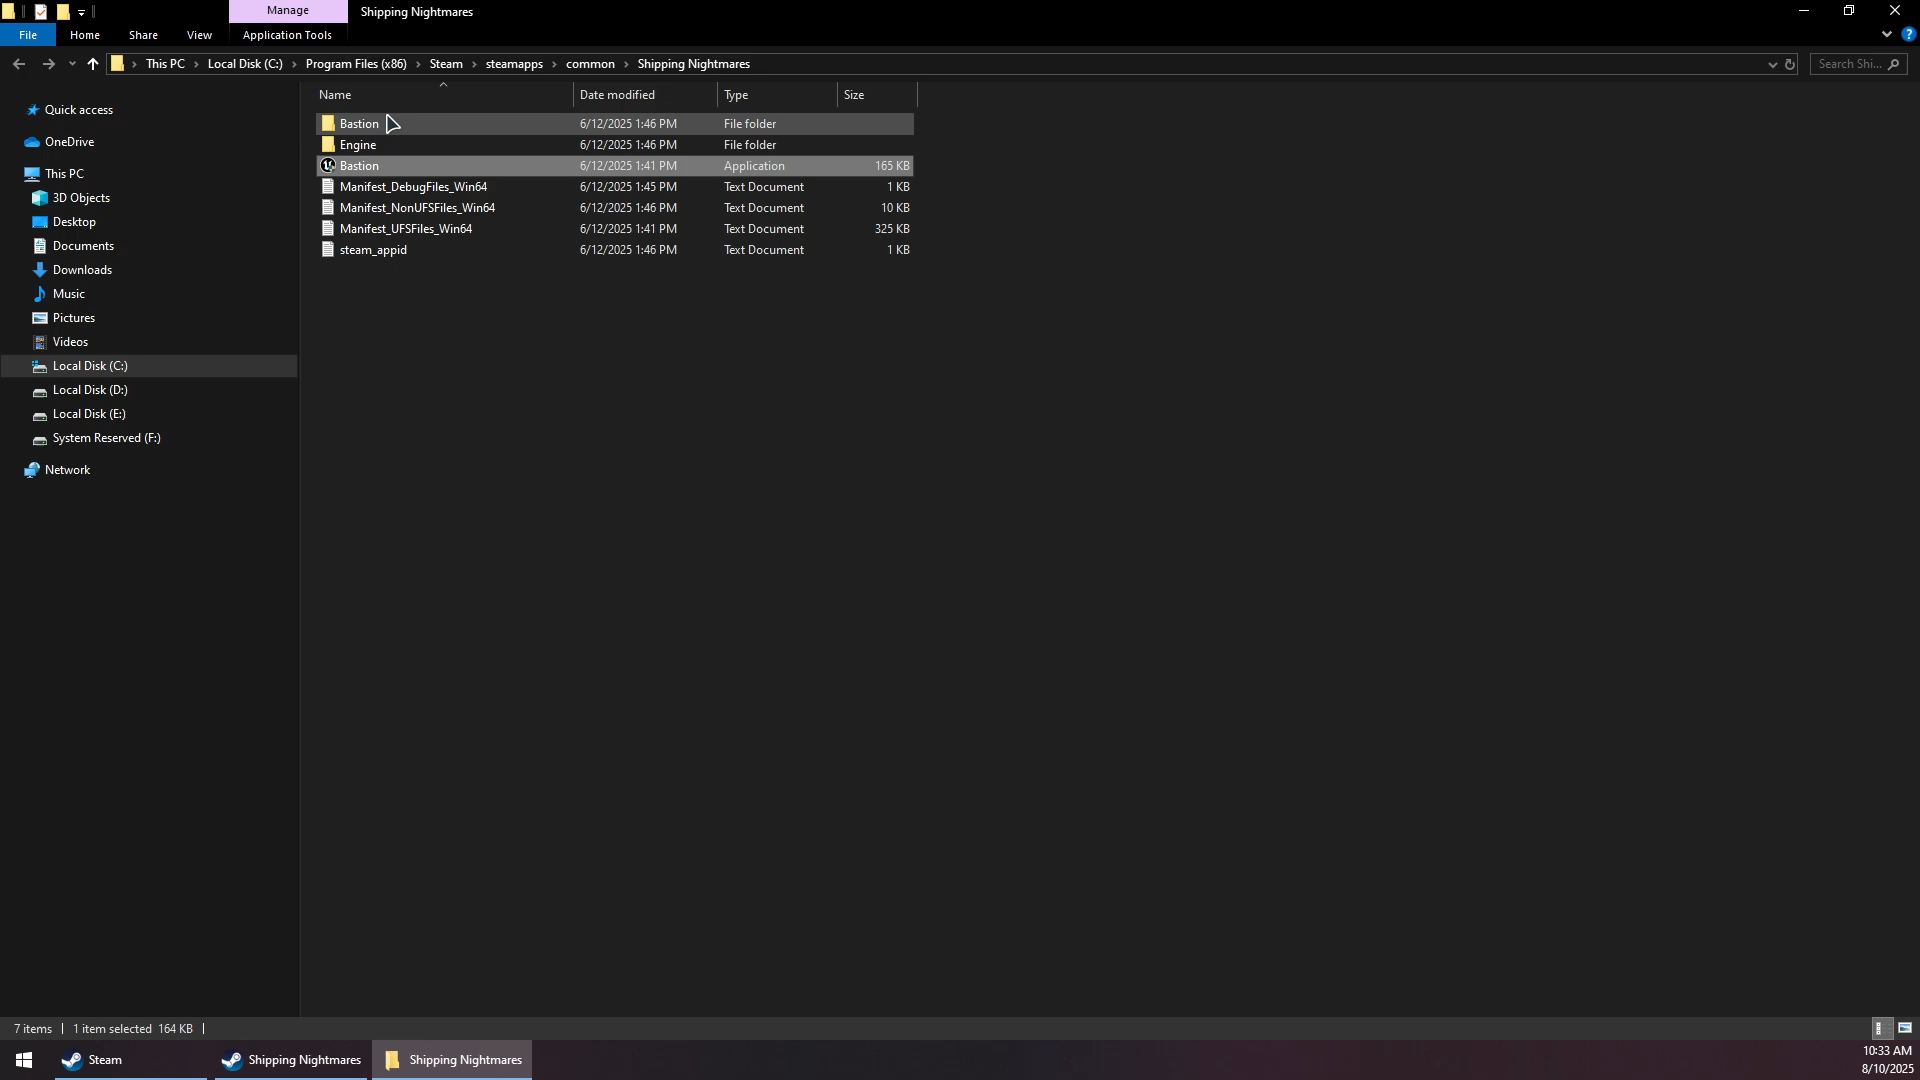 Manage
Shipping Nightmares
File
Home
Share
View
Application Tools
This PC
Local Disk (C:)
Program Files (x86)
Steam
steamapps
common
Shipping Nightmares
Search Shi...
Name
Date modified
Type
Size
Bastion 6/12/2025 1:46 PM File folder
Engine 6/12/2025 1:46 PM File folder
Bastion 6/12/2025 1:41 PM Application 165 KB
Manifest_DebugFiles_Win64 6/12/2025 1:45 PM Text Document 1 KB
Manifest_NonUFSFiles_Win64 6/12/2025 1:46 PM Text Document 10 KB
Manifest_UFSFiles_Win64 6/12/2025 1:41 PM Text Document 325 KB
steam_appid 6/12/2025 1:46 PM Text Document 1 KB
Quick access
OneDrive
This PC
3D Objects
Desktop
Documents
Downloads
Music
Pictures
Videos
Local Disk (C:)
Local Disk (D:)
Local Disk (E:)
System Reserved (F:)
Network
7 items
1 item selected 164 KB
Steam
Shipping Nightmares
Shipping Nightmares
10:33 AM
8/10/2025